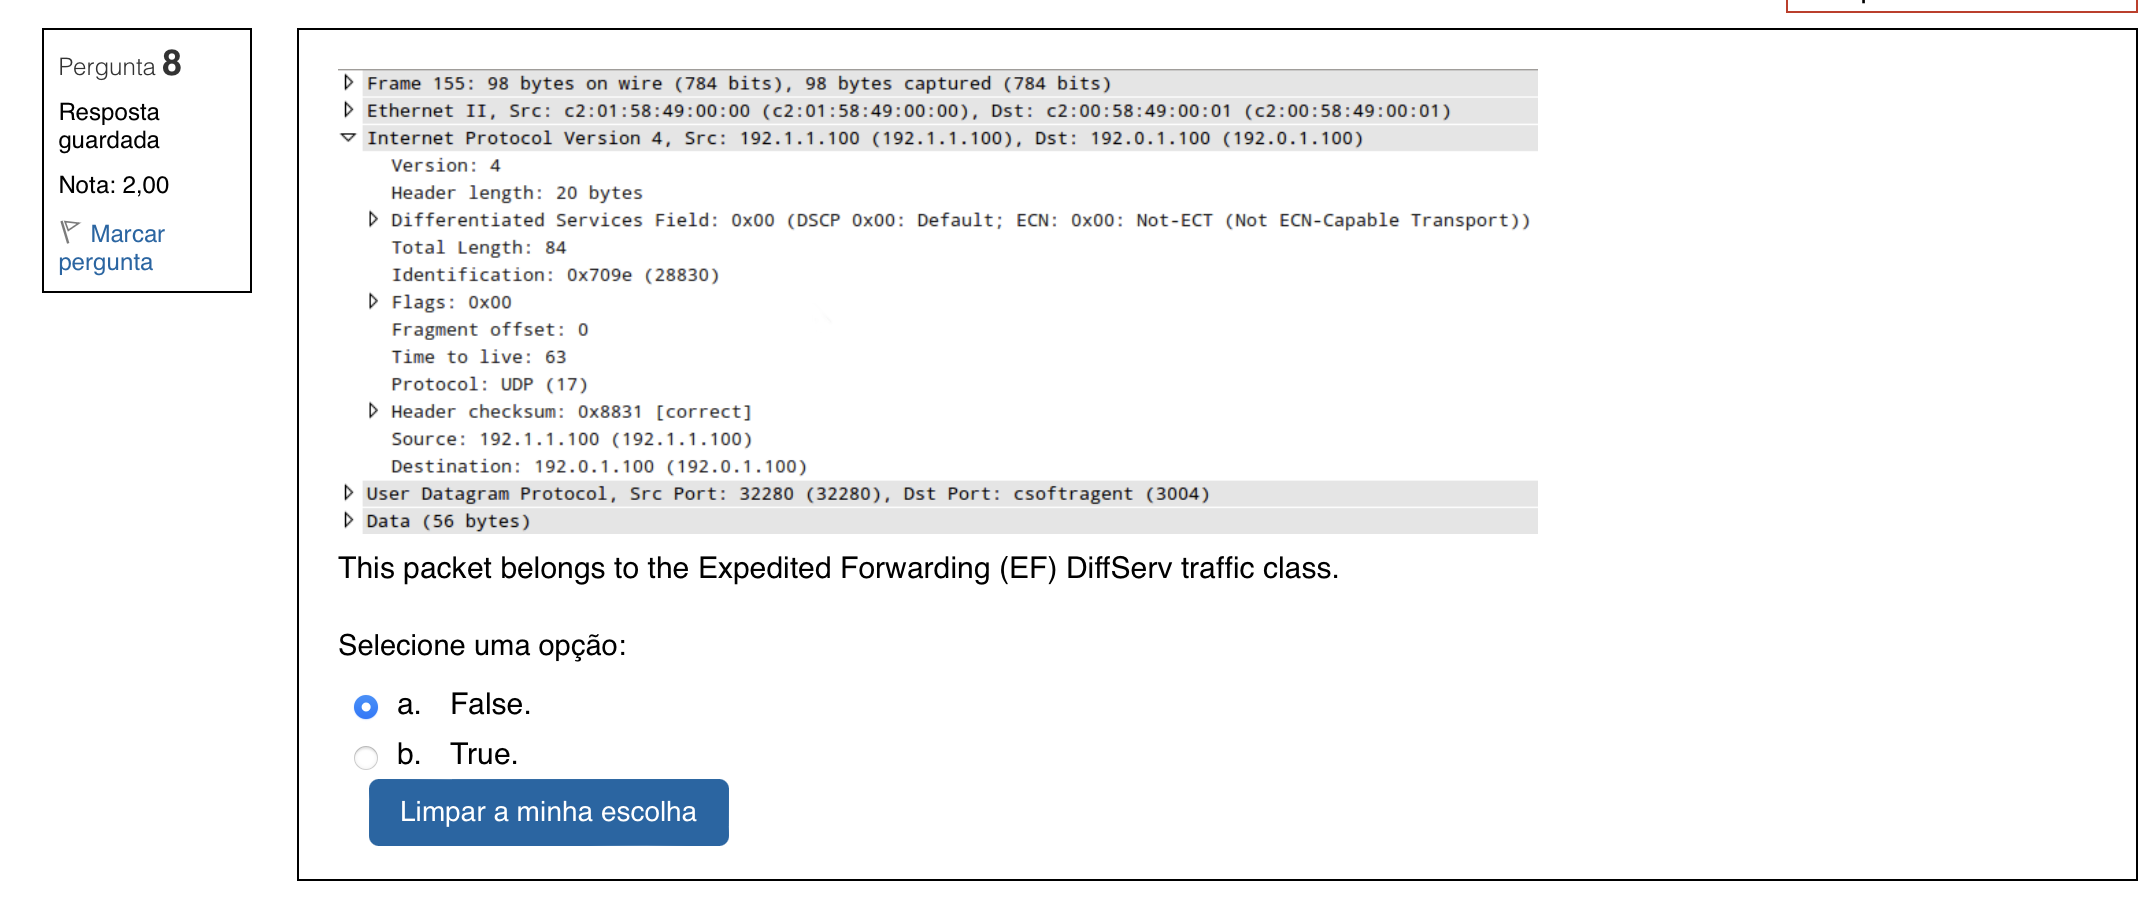 Pergunta 8
Resposta
guardada
Nota: 2,00
Marcar
pergunta
Frame 155: 98 bytes on wire (784 bits), 98 bytes captured (784 bits)
Ethernet II, Src: c2:01:58:49:00:00 (c2:01:58:49:00:00), Dst: c2:00:58:49:00:01 (c2:00:58:49:00:01)
Internet Protocol Version 4, Src: 192.1.1.100 (192.1.1.100), Dst: 192.0.1.100 (192.0.1.100)
Version: 4
Header length: 20 bytes
Differentiated Services Field: 0x00 (DSCP 0x00: Default; ECN: 0x00: Not-ECT (Not ECN-Capable Transport))
Total Length: 84
Identification: 0x709e (28830)
Flags: 0x00
Fragment offset: 0
Time to live: 63
Protocol: UDP (17)
Header checksum: 0x8831 [correct]
Source: 192.1.1.100 (192.1.1.100)
Destination: 192.0.1.100 (192.0.1.100)
User Datagram Protocol, Src Port: 32280 (32280), Dst Port: csoftragent (3004)
Data (56 bytes)
This packet belongs to the Expedited Forwarding (EF) DiffServ traffic class.
Selecione uma opção:
a. False.
b. True.
Limpar a minha escolha